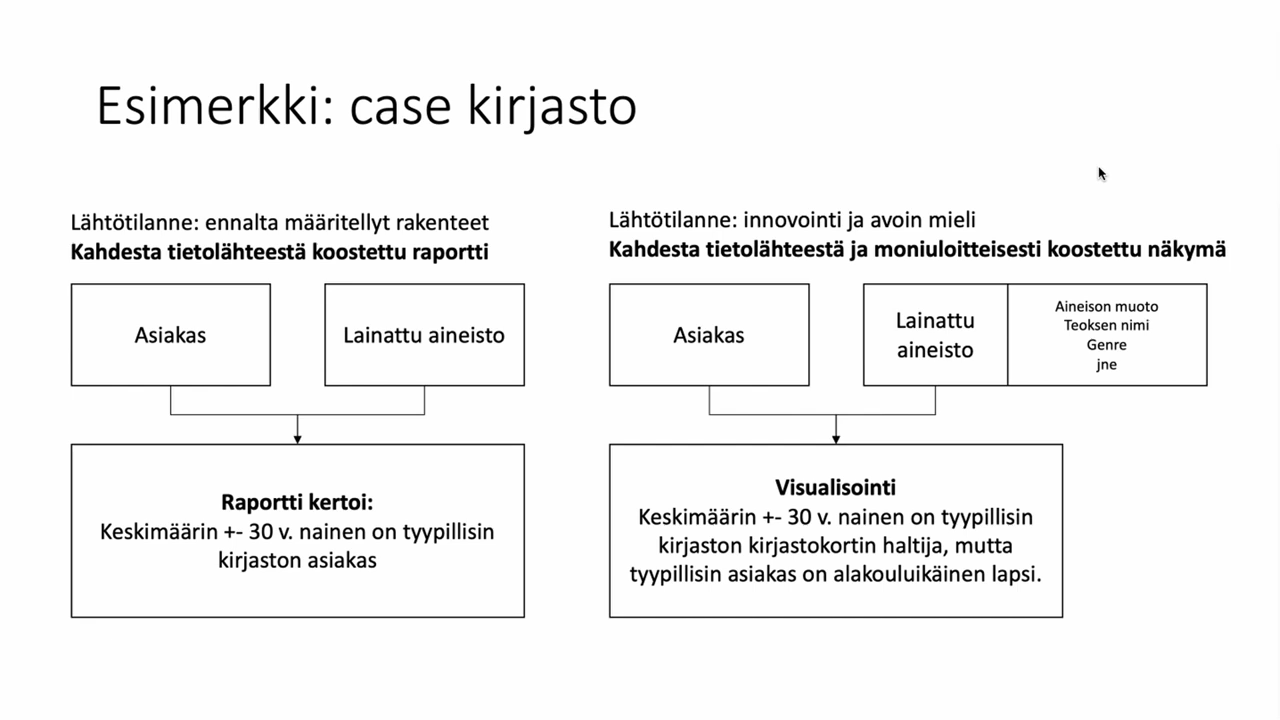 Esimerkki: case kirjasto
Lähtötilanne: ennalta määritellyt rakenteet
Kahdesta tietolähteestä koostettu raportti
Asiakas
Lainattu aineisto
Raportti kertoi:
Keskimäärin +- 30 v. nainen on tyypillisin
kirjaston asiakas
Lähtötilanne: innovointi ja avoin mieli
Kahdesta tietolähteestä ja moniuloitteisesti koostettu näkymä
Asiakas
Lainattu
aineisto
Aineison muoto
Teoksen nimi
Genre
jne
Visualisointi
Keskimäärin +- 30 v. nainen on tyypillisin
kirjaston kirjastokortin haltija, mutta
tyypillisin asiakas on alakouluikäinen lapsi.